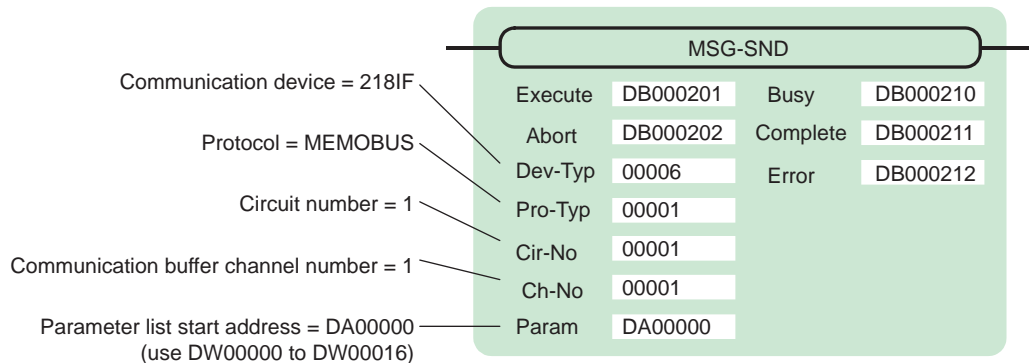 MSG-SND
Communication device = 218IF
Execute DB000201 Busy DB000210
Abort DB000202 Complete DB000211
Protocol = MEMOBUS
Dev-Typ 00006 Error DB000212
Circuit number = 1
Pro-Typ 00001
Cir-No 00001
Communication buffer channel number = 1
Ch-No 00001
Parameter list start address = DA00000
(use DW00000 to DW00016)
Param DA00000